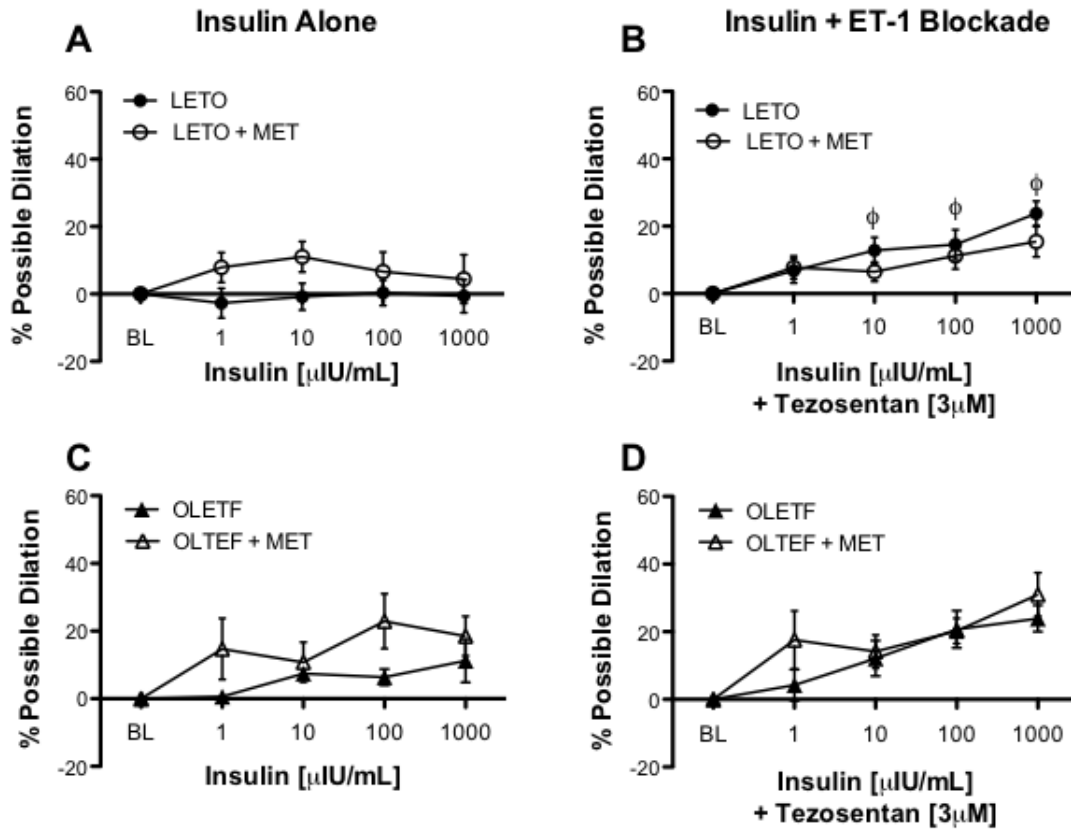 Insulin Alone
Insulin + ET-1 Blockade
A
% Possible Dilation
60
40
20
0
-20
LETO
LETO + MET
BL
1
10
100
1000
Insulin [µIU/mL]
B
% Possible Dilation
60
40
20
0
-20
LETO
LETO + MET
ϕ
ϕ
ϕ
BL
1
10
100
1000
Insulin [µIU/mL]
+ Tezosentan [3µM]
C
% Possible Dilation
60
40
20
0
-20
OLETF
OLTEF + MET
BL
1
10
100
1000
Insulin [µIU/mL]
D
% Possible Dilation
60
40
20
0
-20
OLETF
OLTEF + MET
BL
1
10
100
1000
Insulin [µIU/mL]
+ Tezosentan [3µM]